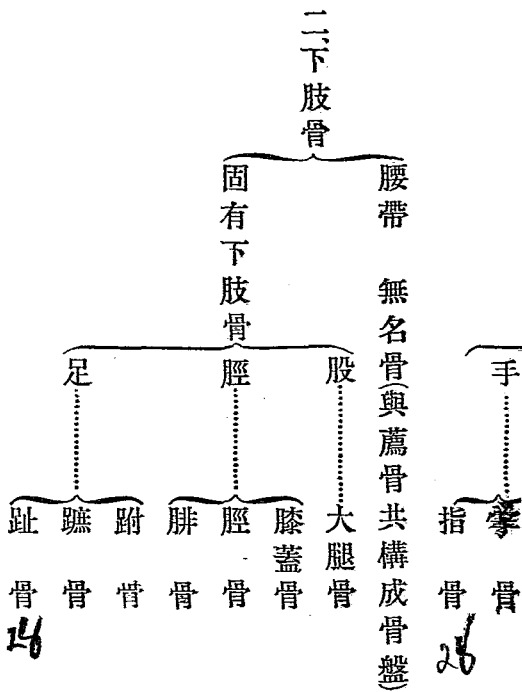 手
掌骨
指骨
二、下肢骨
腰帶 無名骨(與薦骨共構成骨盤)
固有下肢骨
股
大腿骨
脛
膝蓋骨
脛骨
腓骨
足
跗骨
蹠骨
趾骨